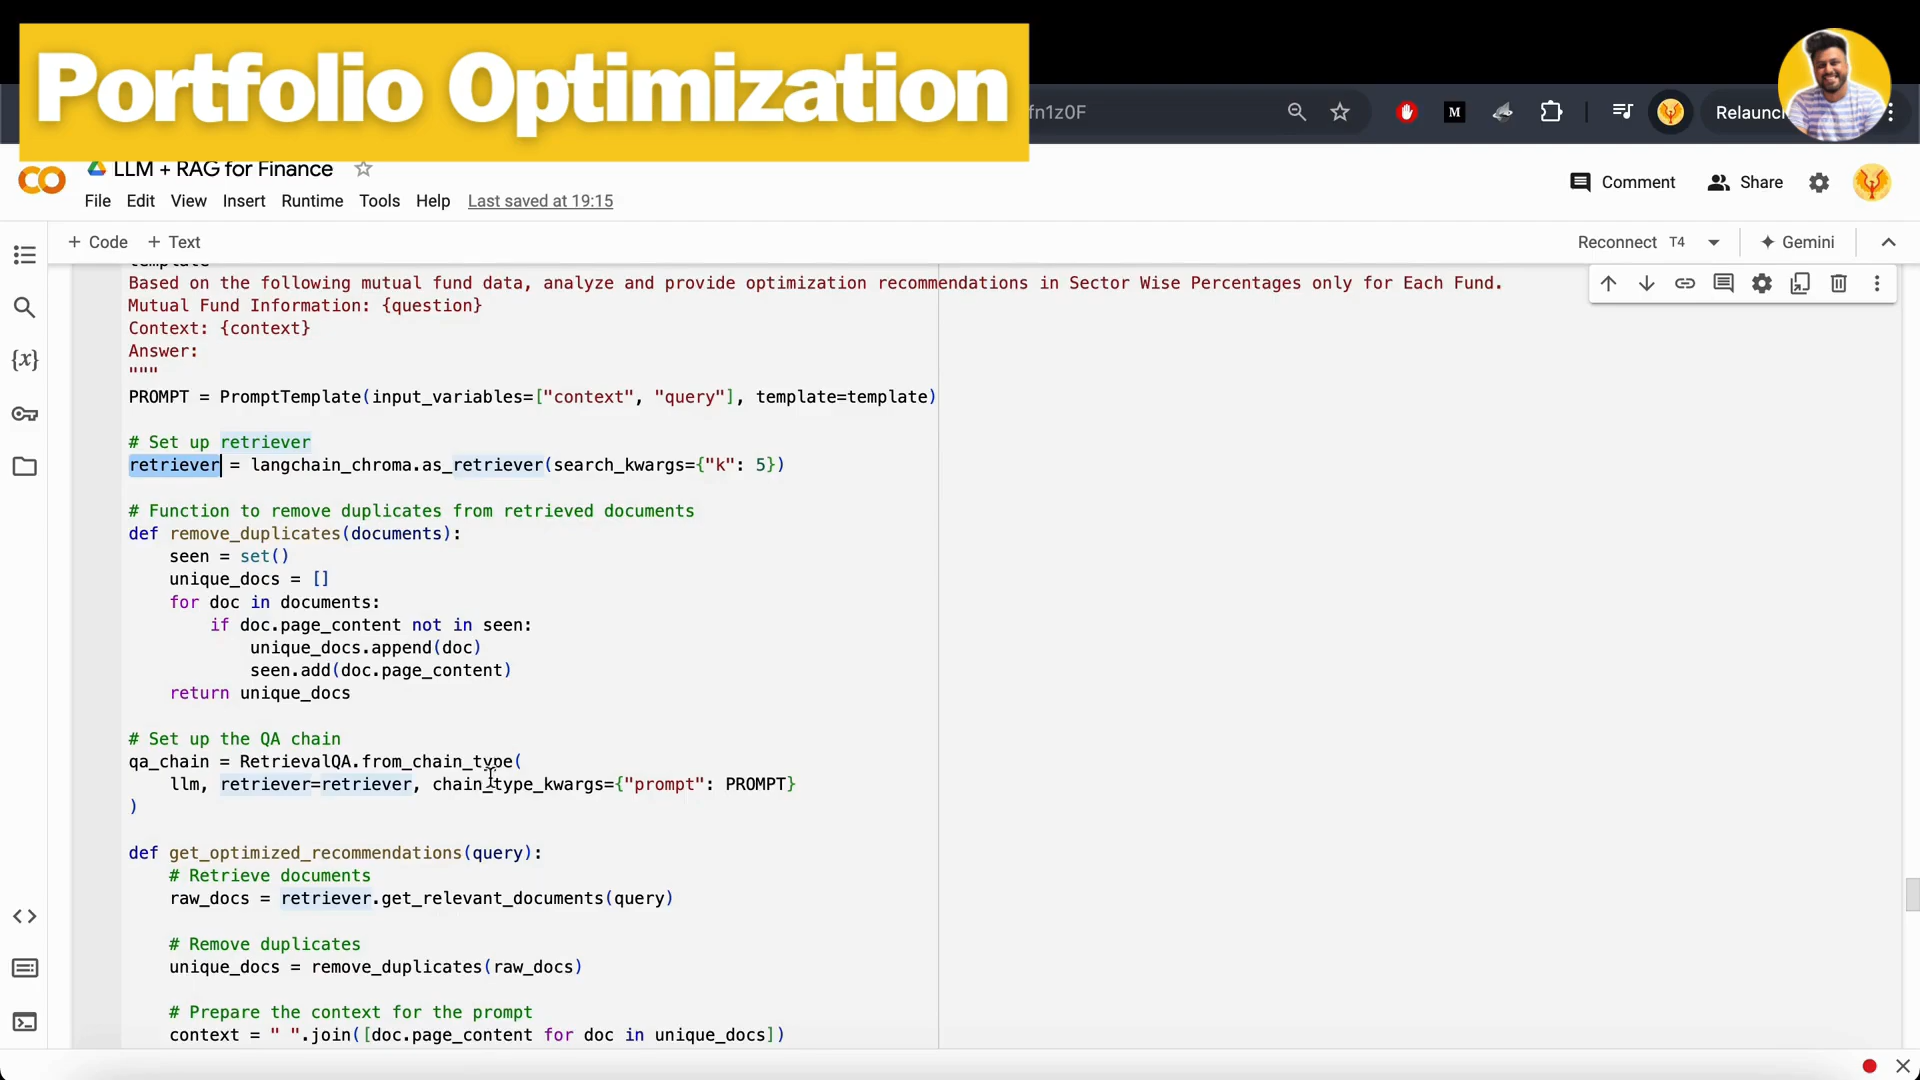 Portfolio Optimization
fn1z0F
M
Relaunc
LLM + RAG for Finance
File Edit View Insert Runtime Tools Help Last saved at 19:15
Comment Share
+ Code + Text
Reconnect T4 Gemini
template
Based on the following mutual fund data, analyze and provide optimization recommendations in Sector Wise Percentages only for Each Fund.
Mutual Fund Information: {question}
Context: {context}
Answer:
"""
PROMPT = PromptTemplate(input_variables=["context", "query"], template=template)
# Set up retriever
retriever = langchain_chroma.as_retriever(search_kwargs={"k": 5})
# Function to remove duplicates from retrieved documents
def remove_duplicates(documents):
    seen = set()
    unique_docs = []
    for doc in documents:
        if doc.page_content not in seen:
            unique_docs.append(doc)
            seen.add(doc.page_content)
    return unique_docs
# Set up the QA chain
qa_chain = RetrievalQA.from_chain_type(
    llm, retriever=retriever, chain_type_kwargs={"prompt": PROMPT}
)
def get_optimized_recommendations(query):
    # Retrieve documents
    raw_docs = retriever.get_relevant_documents(query)
    # Remove duplicates
    unique_docs = remove_duplicates(raw_docs)
    # Prepare the context for the prompt
    context = " ".join([doc.page_content for doc in unique_docs])